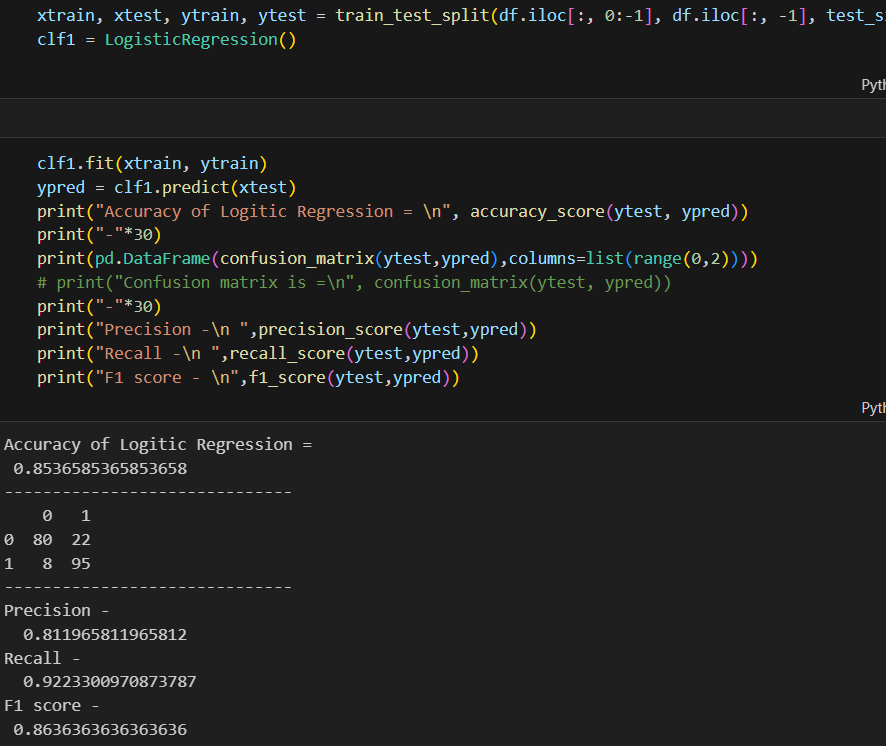 xtrain, xtest, ytrain, ytest = train_test_split(df.iloc[:, 0:-1], df.iloc[:, -1], test_s
clf1 = LogisticRegression()
Pyth
clf1.fit(xtrain, ytrain)
ypred = clf1.predict(xtest)
print("Accuracy of Logitic Regression = \n", accuracy_score(ytest, ypred))
print("-"*30)
print(pd.DataFrame(confusion_matrix(ytest,ypred),columns=list(range(0,2))))
# print("Confusion matrix is =\n", confusion_matrix(ytest, ypred))
print("-"*30)
print("Precision -\n ",precision_score(ytest,ypred))
print("Recall -\n ",recall_score(ytest,ypred))
print("F1 score - \n",f1_score(ytest,ypred))
Pyth
Accuracy of Logitic Regression =
0.8536585365853658
------------------------------
0 1
0 80 22
1 8 95
------------------------------
Precision -
0.811965811965812
Recall -
0.9223300970873787
F1 score -
0.8636363636363636